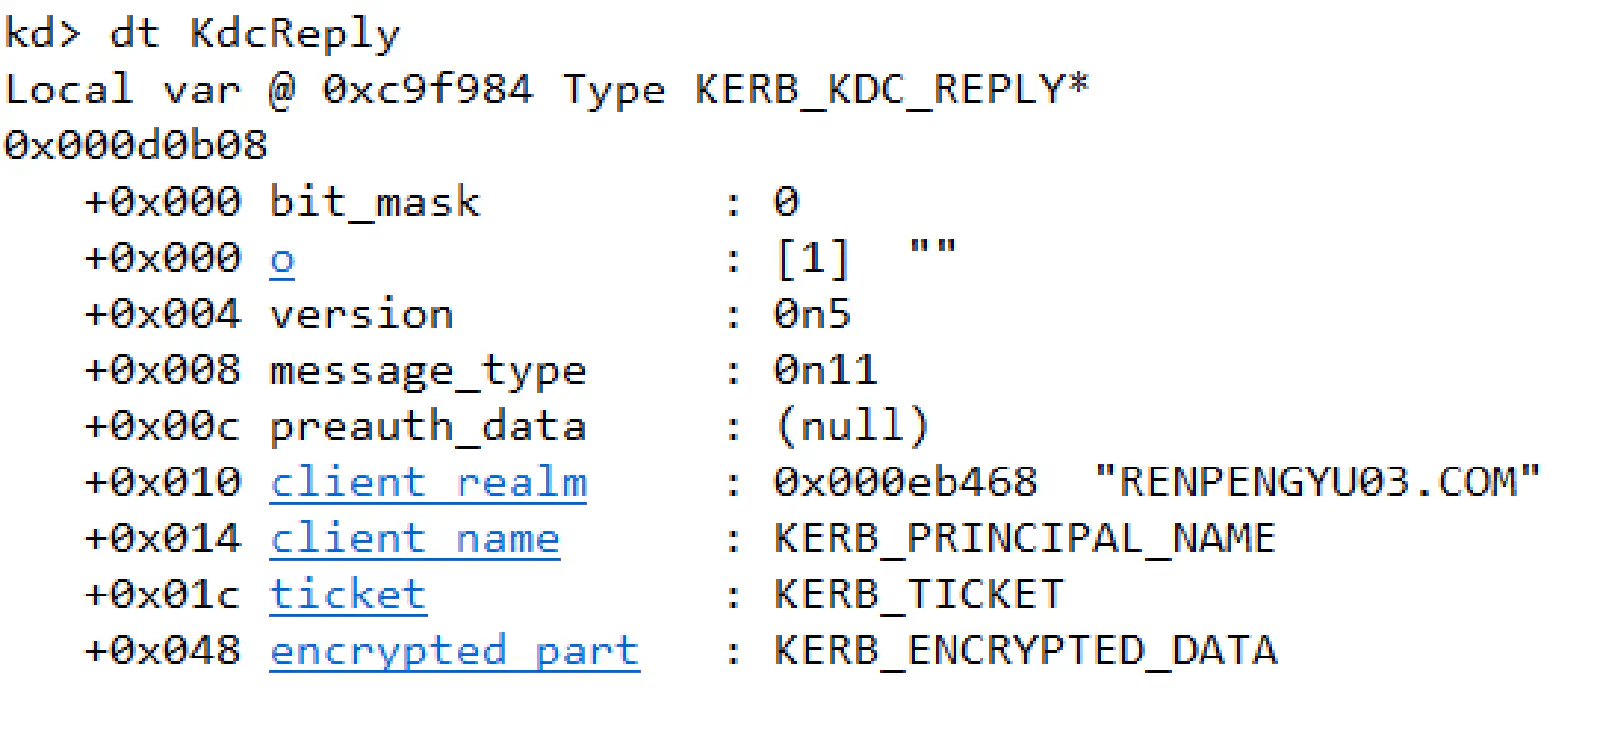 kd> dt KdcReply
Local var @ 0xc9f984 Type KERB_KDC_REPLY*
0x000d0b08
   +0x000 bit_mask         : 0
   +0x000 o                : [1]  ""
   +0x004 version          : 0n5
   +0x008 message_type     : 0n11
   +0x00c preauth_data     : (null)
   +0x010 client_realm     : 0x000eb468  "RENPENGYU03.COM"
   +0x014 client_name      : KERB_PRINCIPAL_NAME
   +0x01c ticket           : KERB_TICKET
   +0x048 encrypted_part   : KERB_ENCRYPTED_DATA